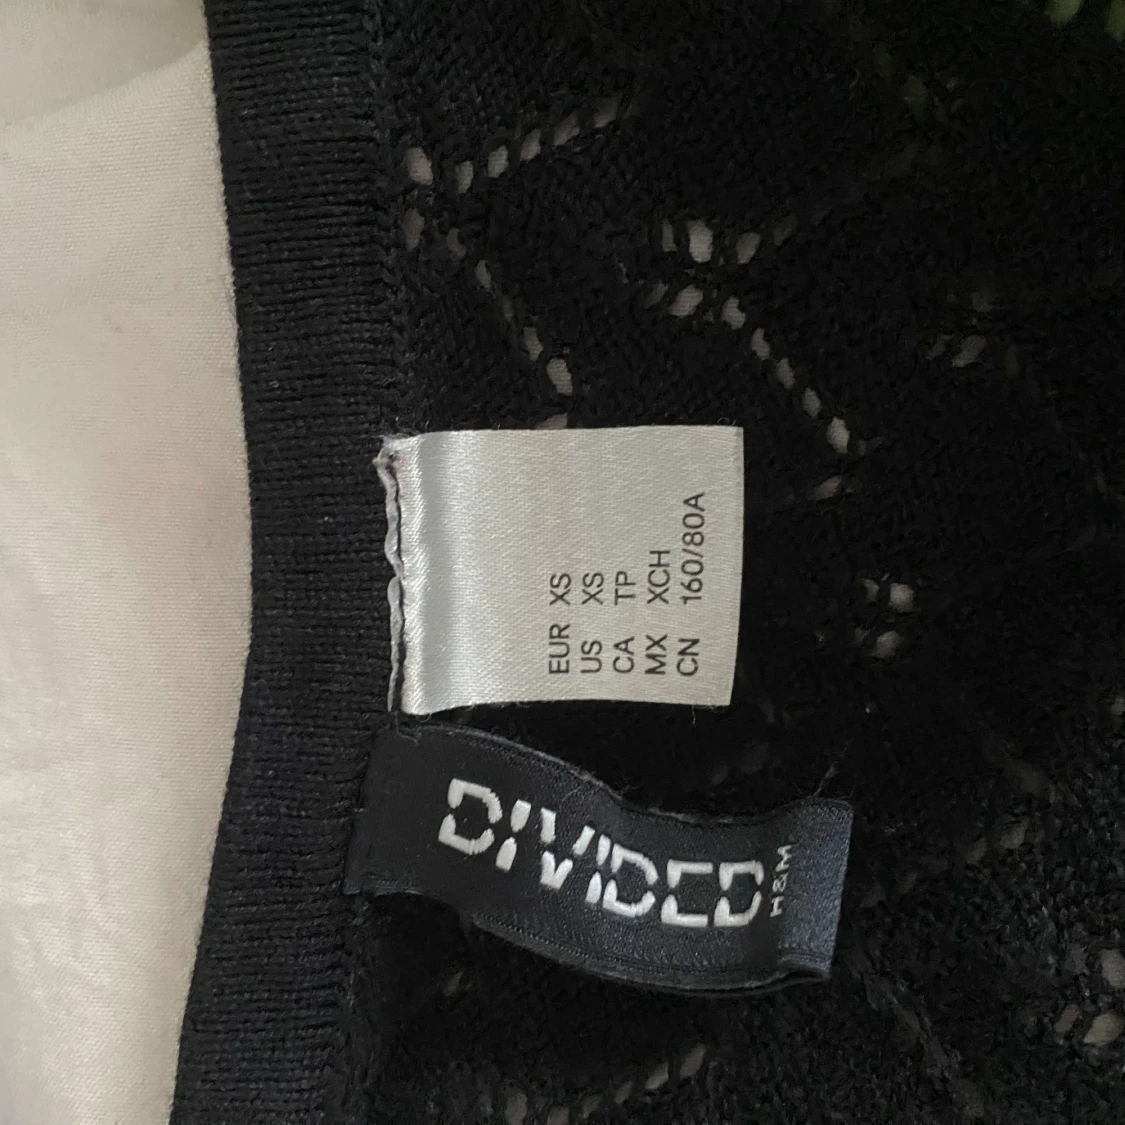 EUR XS
US XS
CA TP
MX XCH
CN 160/80A
DIVIDED
H&M